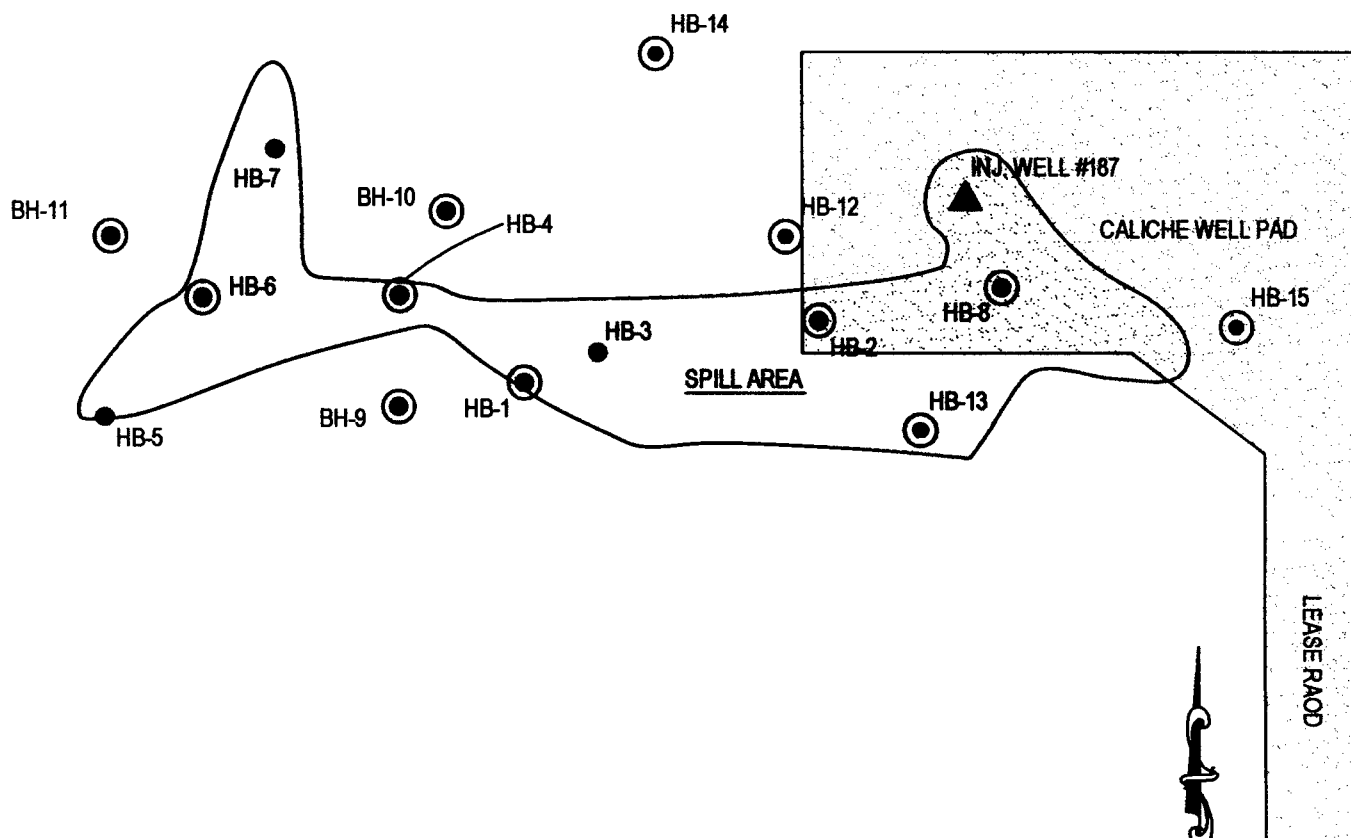 HB-14
HB-7
INJ. WELL #187
BH-11
BH-10
HB-4
HB-12
CALICHE WELL PAD
HB-6
HB-8
HB-15
HB-3
HB-2
SPILL AREA
HB-1
BH-9
HB-13
HB-5
LEASE RAOD